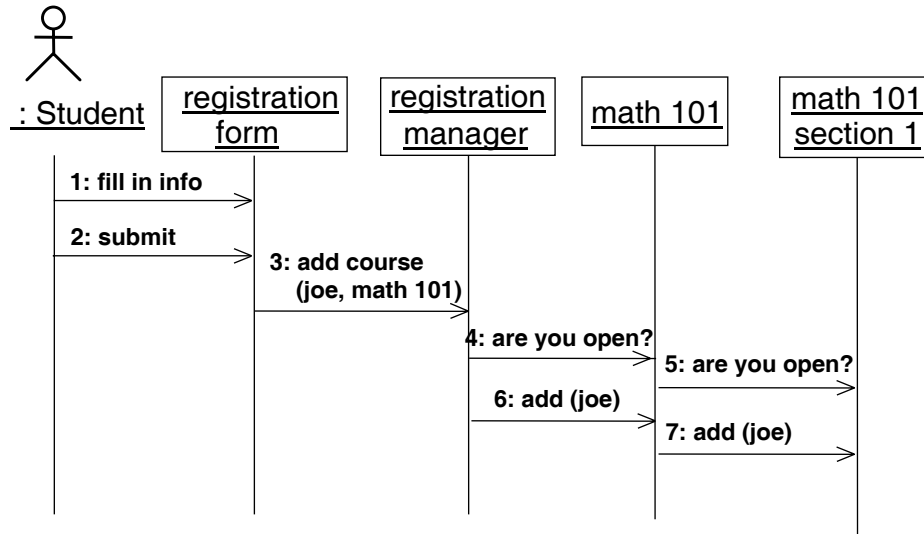 : Student
registration
form
registration
manager
math 101
math 101
section 1
1: fill in info
2: submit
3: add course
(joe, math 101)
4: are you open?
5: are you open?
6: add (joe)
7: add (joe)